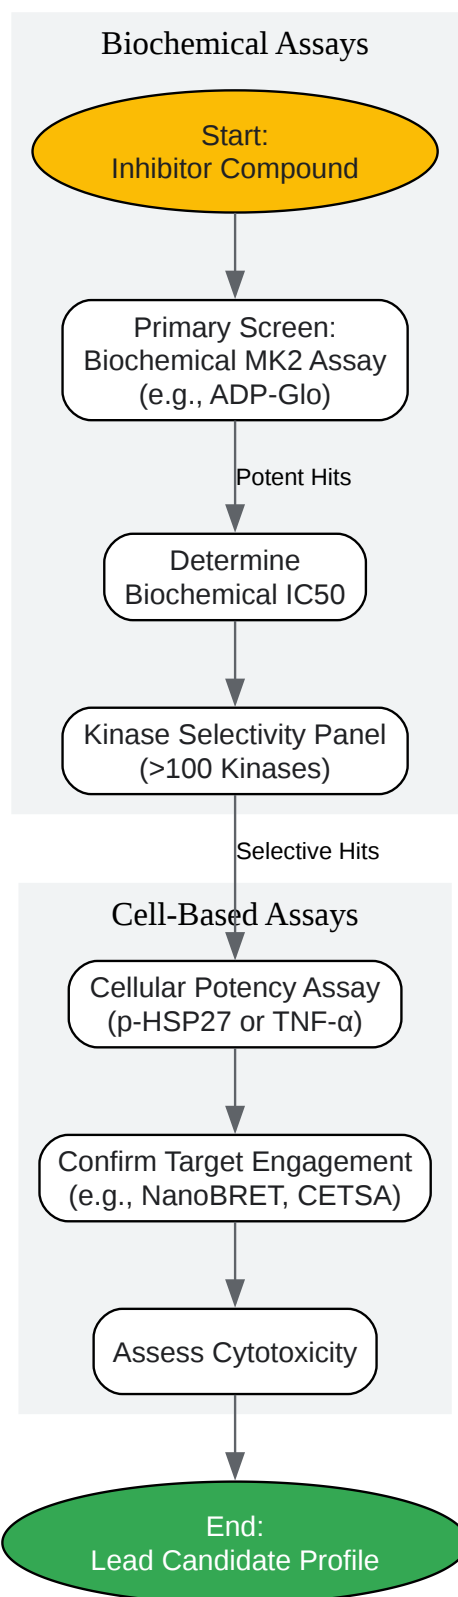 Biochemical Assays
Start:
Inhibitor Compound
Primary Screen:
Biochemical MK2 Assay
(e.g., ADP-Glo)
Potent Hits
Determine
Biochemical IC50
Kinase Selectivity Panel
(>100 Kinases)
Selective Hits
Cell-Based Assays
Cellular Potency Assay
(p-HSP27 or TNF-α)
Confirm Target Engagement
(e.g., NanoBRET, CETSA)
Assess Cytotoxicity
End:
Lead Candidate Profile